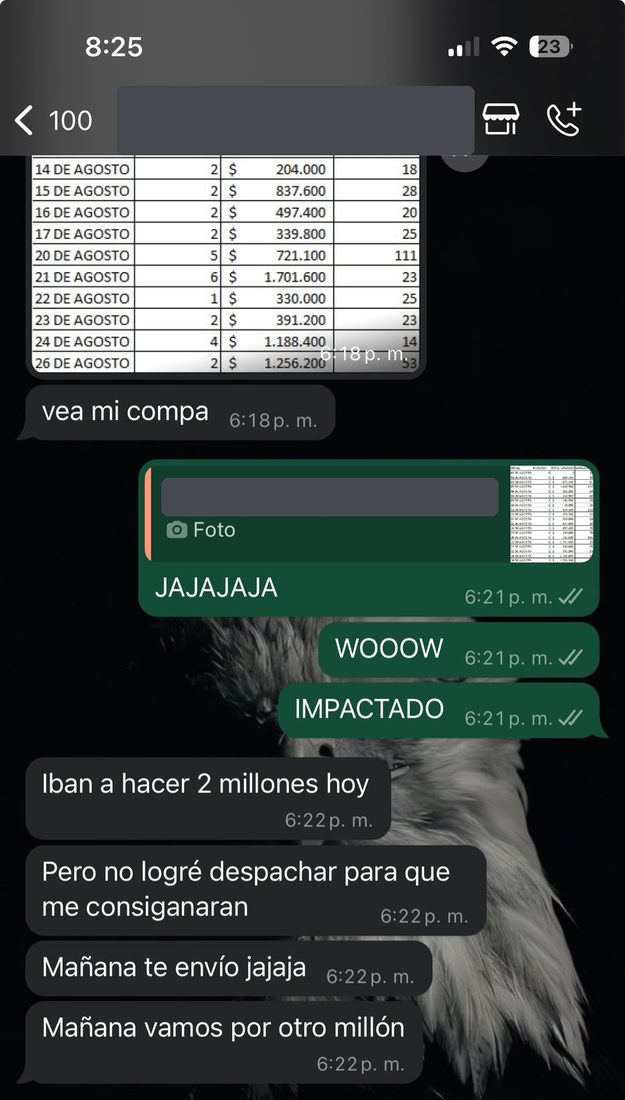 8:25
23
100
14 DE AGOSTO 2 $ 204.000 18
15 DE AGOSTO 2 $ 837.600 28
16 DE AGOSTO 2 $ 497.400 20
17 DE AGOSTO 2 $ 339.800 25
20 DE AGOSTO 5 $ 721.100 111
21 DE AGOSTO 6 $ 1.701.600 23
22 DE AGOSTO 1 $ 330.000 25
23 DE AGOSTO 2 $ 391.200 23
24 DE AGOSTO 4 $ 1.188.400 14
26 DE AGOSTO 2 $ 1.256.200 53
6:18 p. m.
vea mi compa 6:18 p. m.
Foto
JAJAJAJA 6:21 p. m.
WOOOW 6:21 p. m.
IMPACTADO 6:21 p. m.
Iban a hacer 2 millones hoy
6:22 p. m.
Pero no logré despachar para que
me consiganaran 6:22 p. m.
Mañana te envío jajaja 6:22 p. m.
Mañana vamos por otro millón
6:22 p. m.